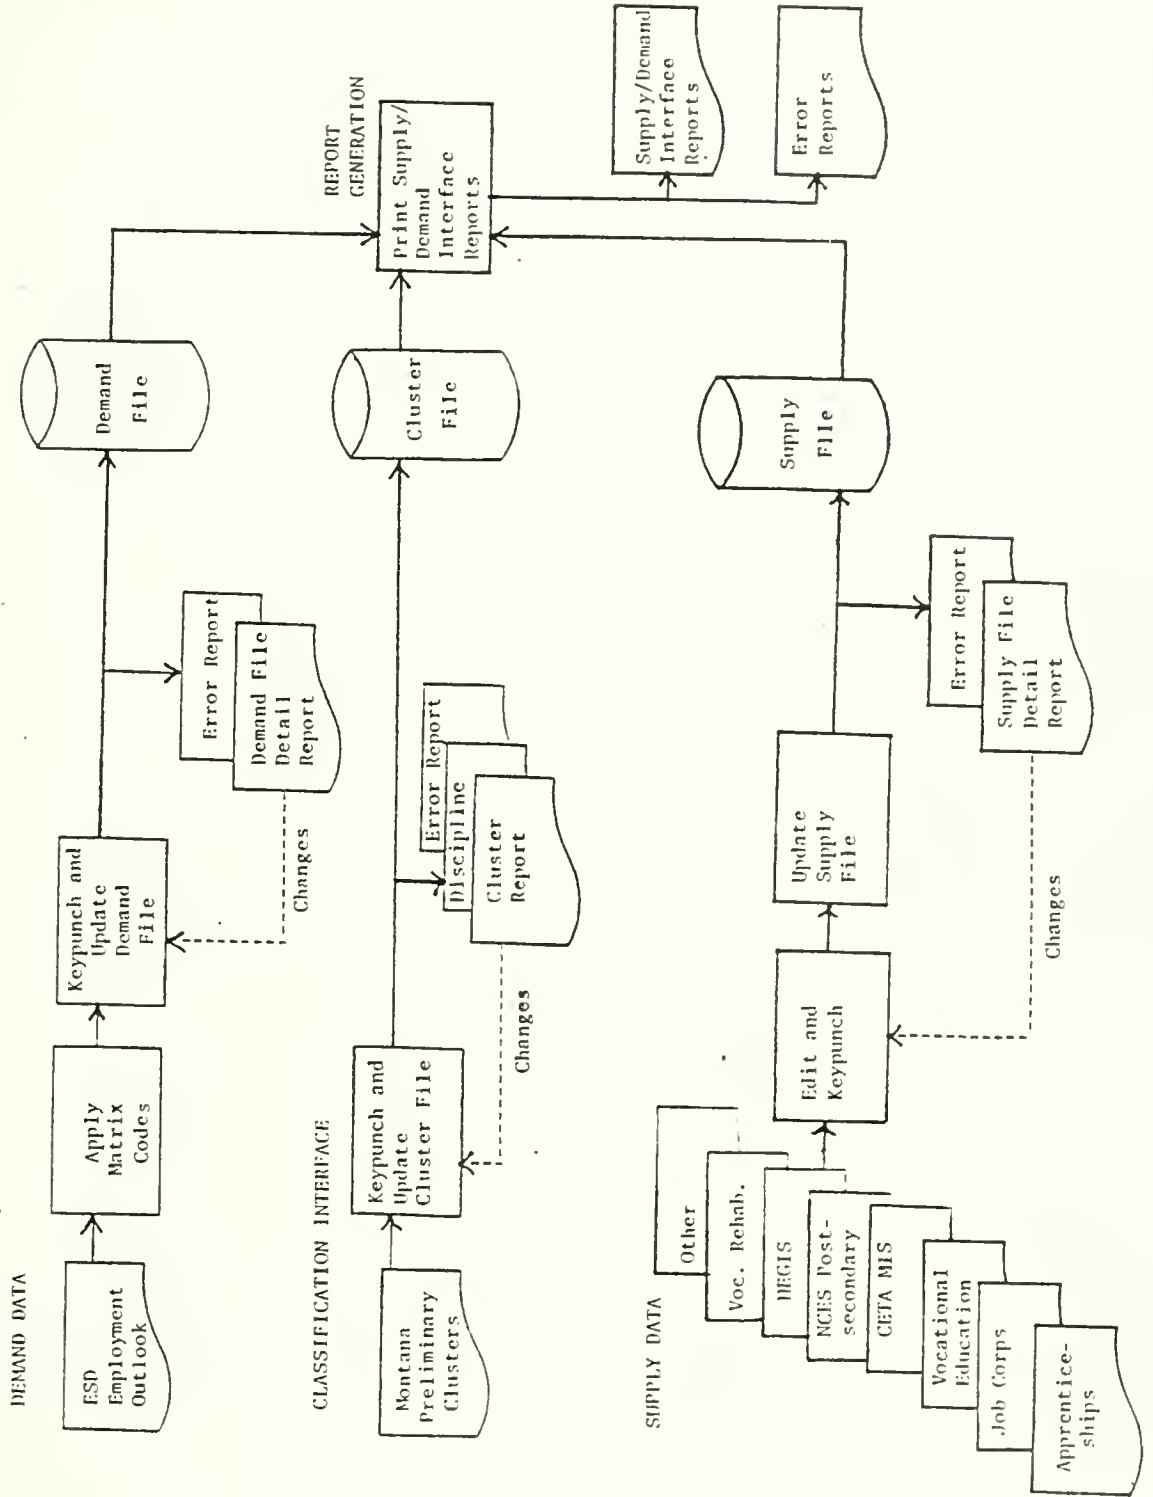 DEMAND DATA
ESD
Employment
Outlook
Apply
Matrix
Codes
Keypunch and
Update
Demand
File
Changes
Error Report
Demand File
Detail
Report
Demand
File
CLASSIFICATION INTERFACE
Montana
Preliminary
Clusters
Keypunch and
Update
Cluster File
Changes
Error Report
Discipline
Cluster
Report
Cluster
File
REPORT
GENERATION
Print Supply/
Demand
Interface
Reports
Supply/Demand
Interface
Reports
Error
Reports
SUPPLY DATA
Other
Voc. Rehab.
HEGIS
NCES Post-
secondary
CETA MIS
Vocational
Education
Job Corps
Apprentice-
ships
Edit and
Keypunch
Update
Supply
File
Changes
Error Report
Supply File
Detail
Report
Supply
File